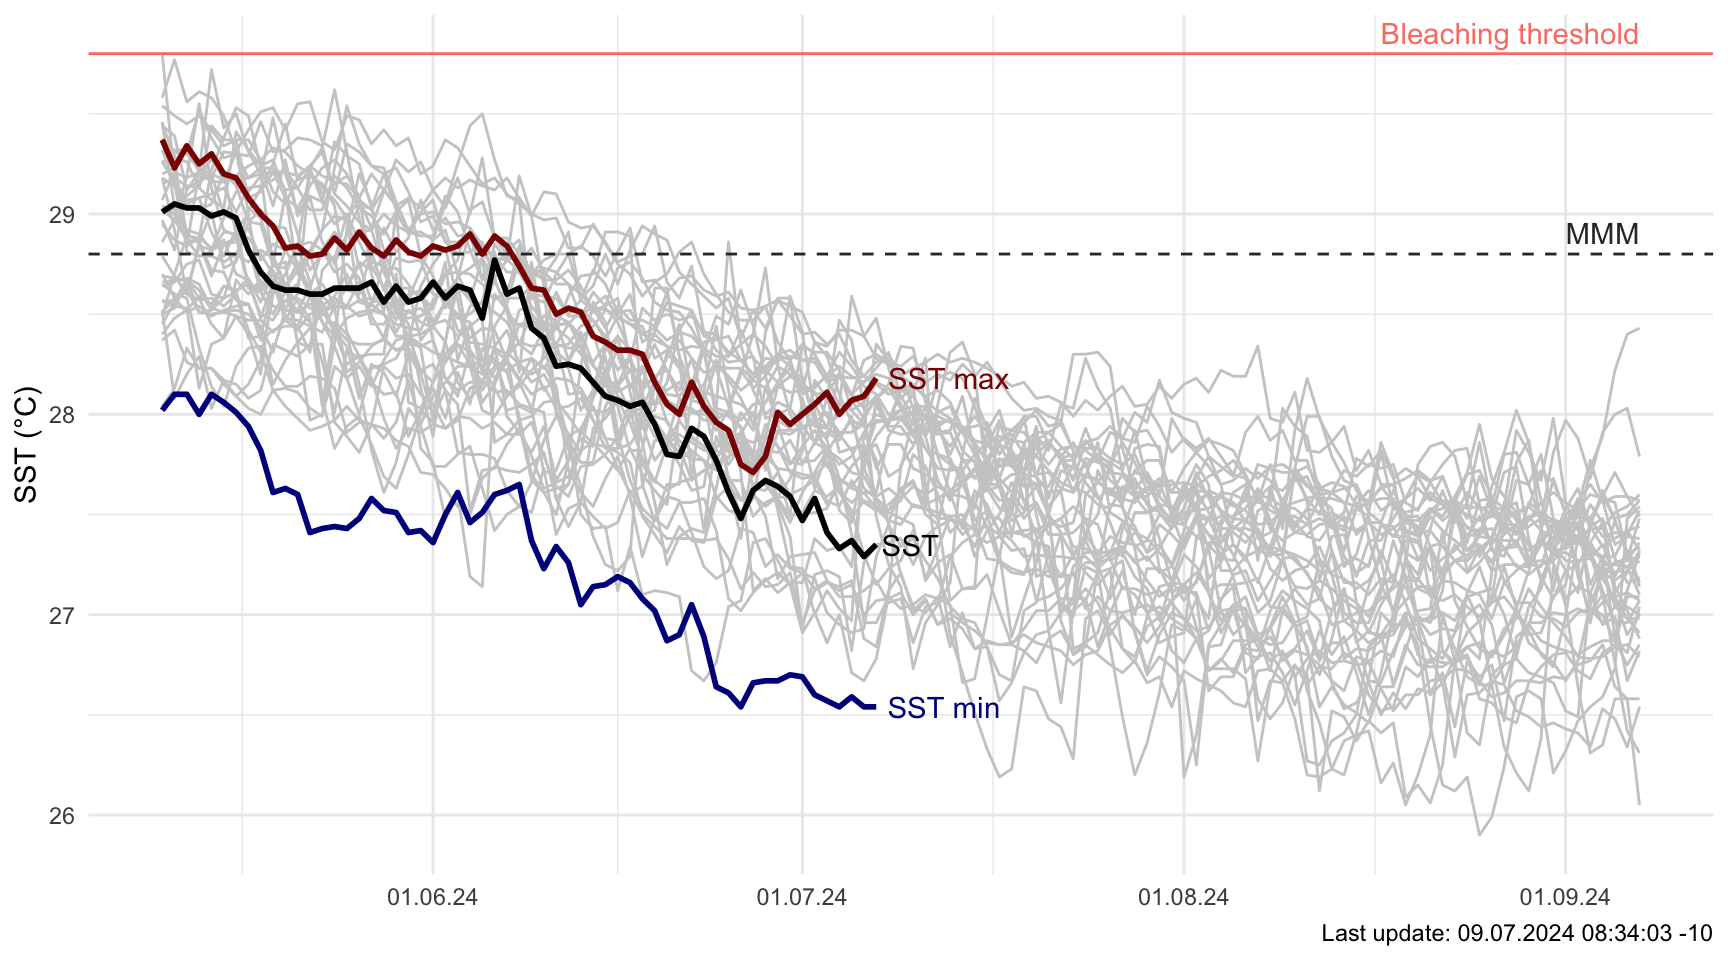 Bleaching threshold
MMM
29
28
27
26
SST (°C)
SST max
SST
SST min
01.06.24
01.07.24
01.08.24
01.09.24
Last update: 09.07.2024 08:34:03 -10